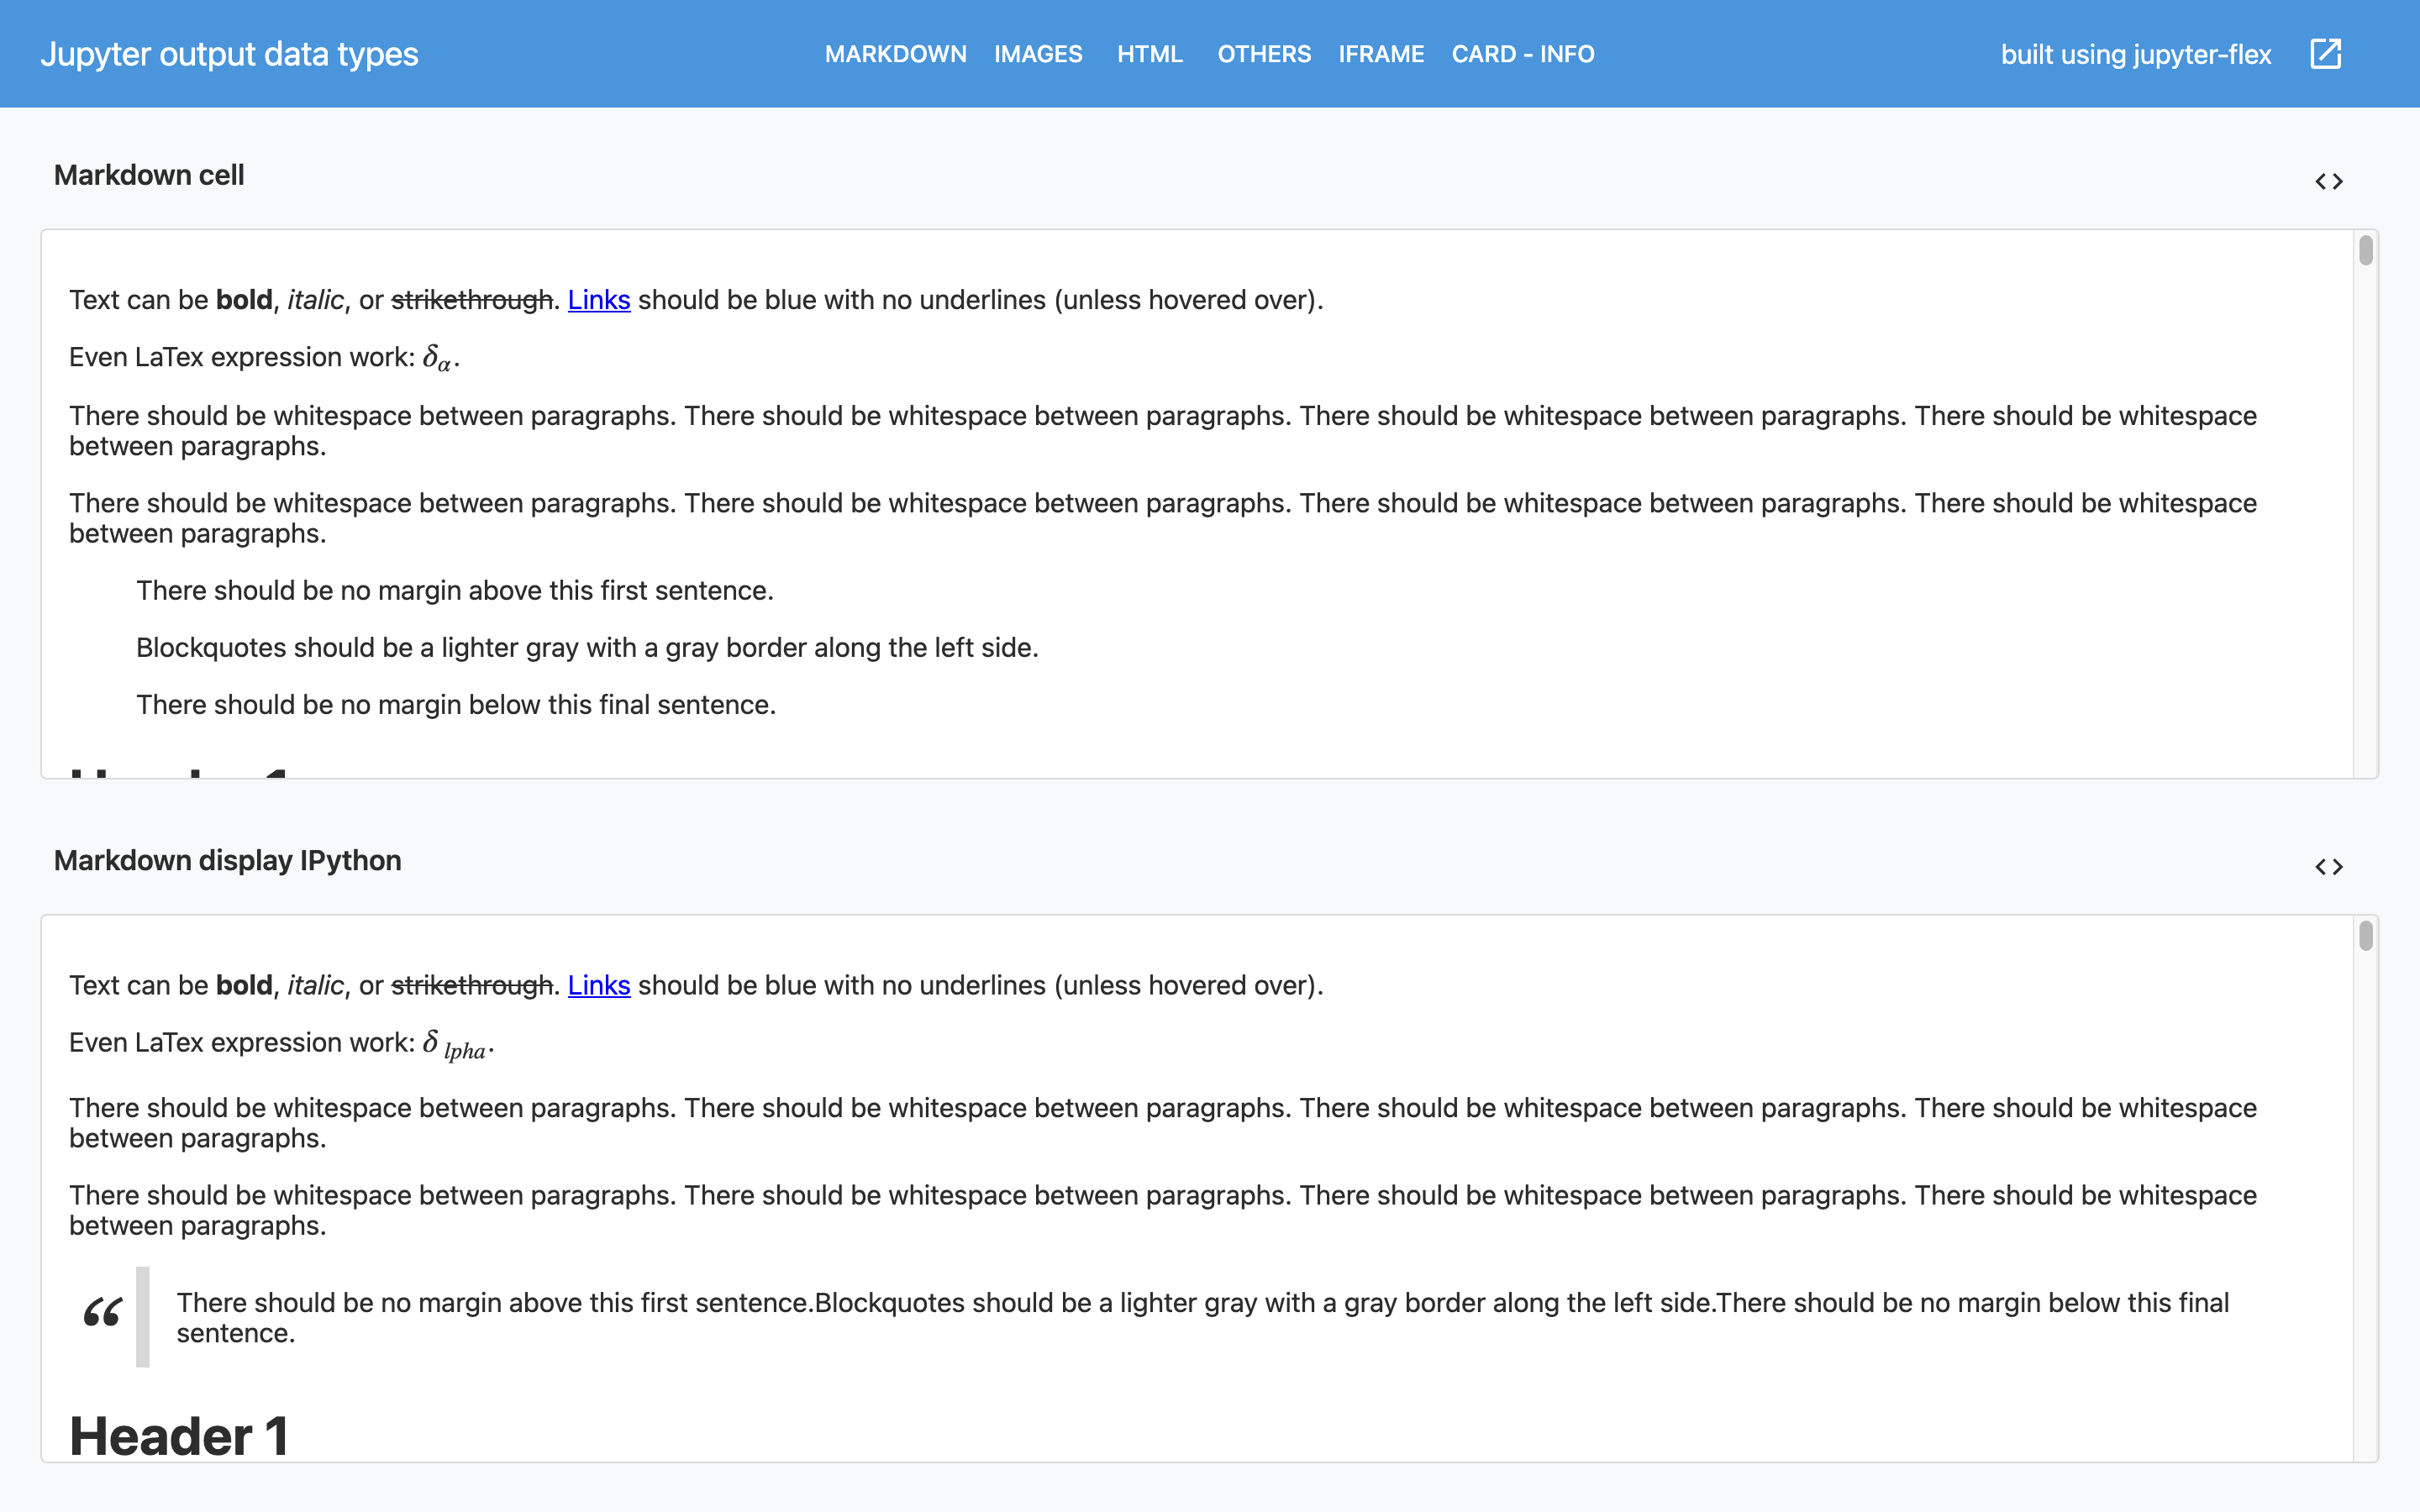 Jupyter output data types
MARKDOWN IMAGES HTML OTHERS IFRAME CARD - INFO
built using jupyter-flex
Markdown cell
Text can be bold, italic, or strikethrough. Links should be blue with no underlines (unless hovered over).
Even LaTex expression work: δα.
There should be whitespace between paragraphs. There should be whitespace between paragraphs. There should be whitespace between paragraphs. There should be whitespace
between paragraphs.
There should be whitespace between paragraphs. There should be whitespace between paragraphs. There should be whitespace between paragraphs. There should be whitespace
between paragraphs.
There should be no margin above this first sentence.
Blockquotes should be a lighter gray with a gray border along the left side.
There should be no margin below this final sentence.
Header 1
Markdown display IPython
Text can be bold, italic, or strikethrough. Links should be blue with no underlines (unless hovered over).
Even LaTex expression work: δ lpha.
There should be whitespace between paragraphs. There should be whitespace between paragraphs. There should be whitespace between paragraphs. There should be whitespace
between paragraphs.
There should be whitespace between paragraphs. There should be whitespace between paragraphs. There should be whitespace between paragraphs. There should be whitespace
between paragraphs.
“ There should be no margin above this first sentence.Blockquotes should be a lighter gray with a gray border along the left side.There should be no margin below this final
sentence.
Header 1